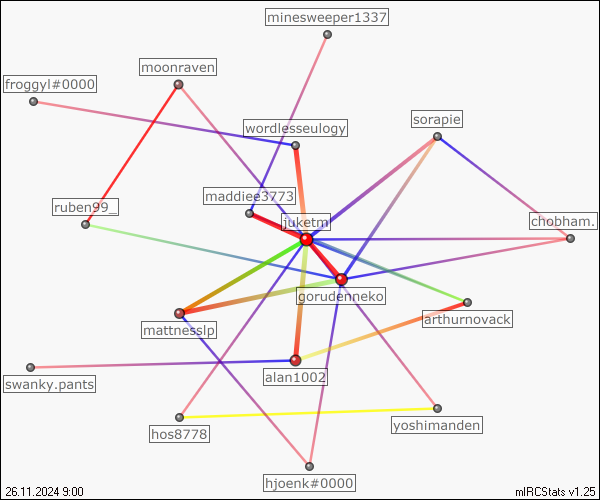 minesweeper1337
moonraven
froggyl#0000
sorapie
wordlesseulogy
maddiee3773
ruben99_
juketm
chobham.
gorudenneko
arthurnovack
mattnesslp
alan1002
swanky.pants
yoshimanden
hos8778
hjoenk#0000
26.11.2024 9:00
mIRCStats v1.25